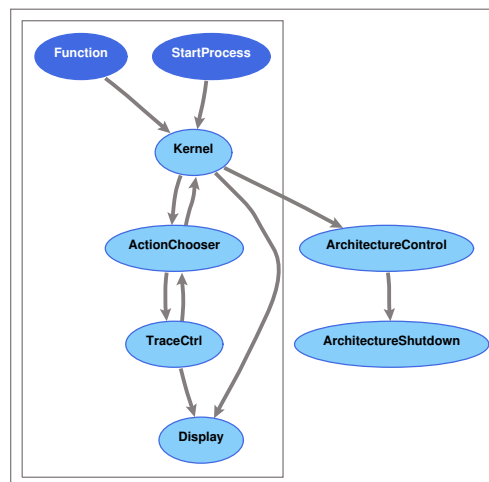 Function
StartProcess
Kernel
ActionChooser
ArchitectureControl
TraceCtrl
ArchitectureShutdown
Display